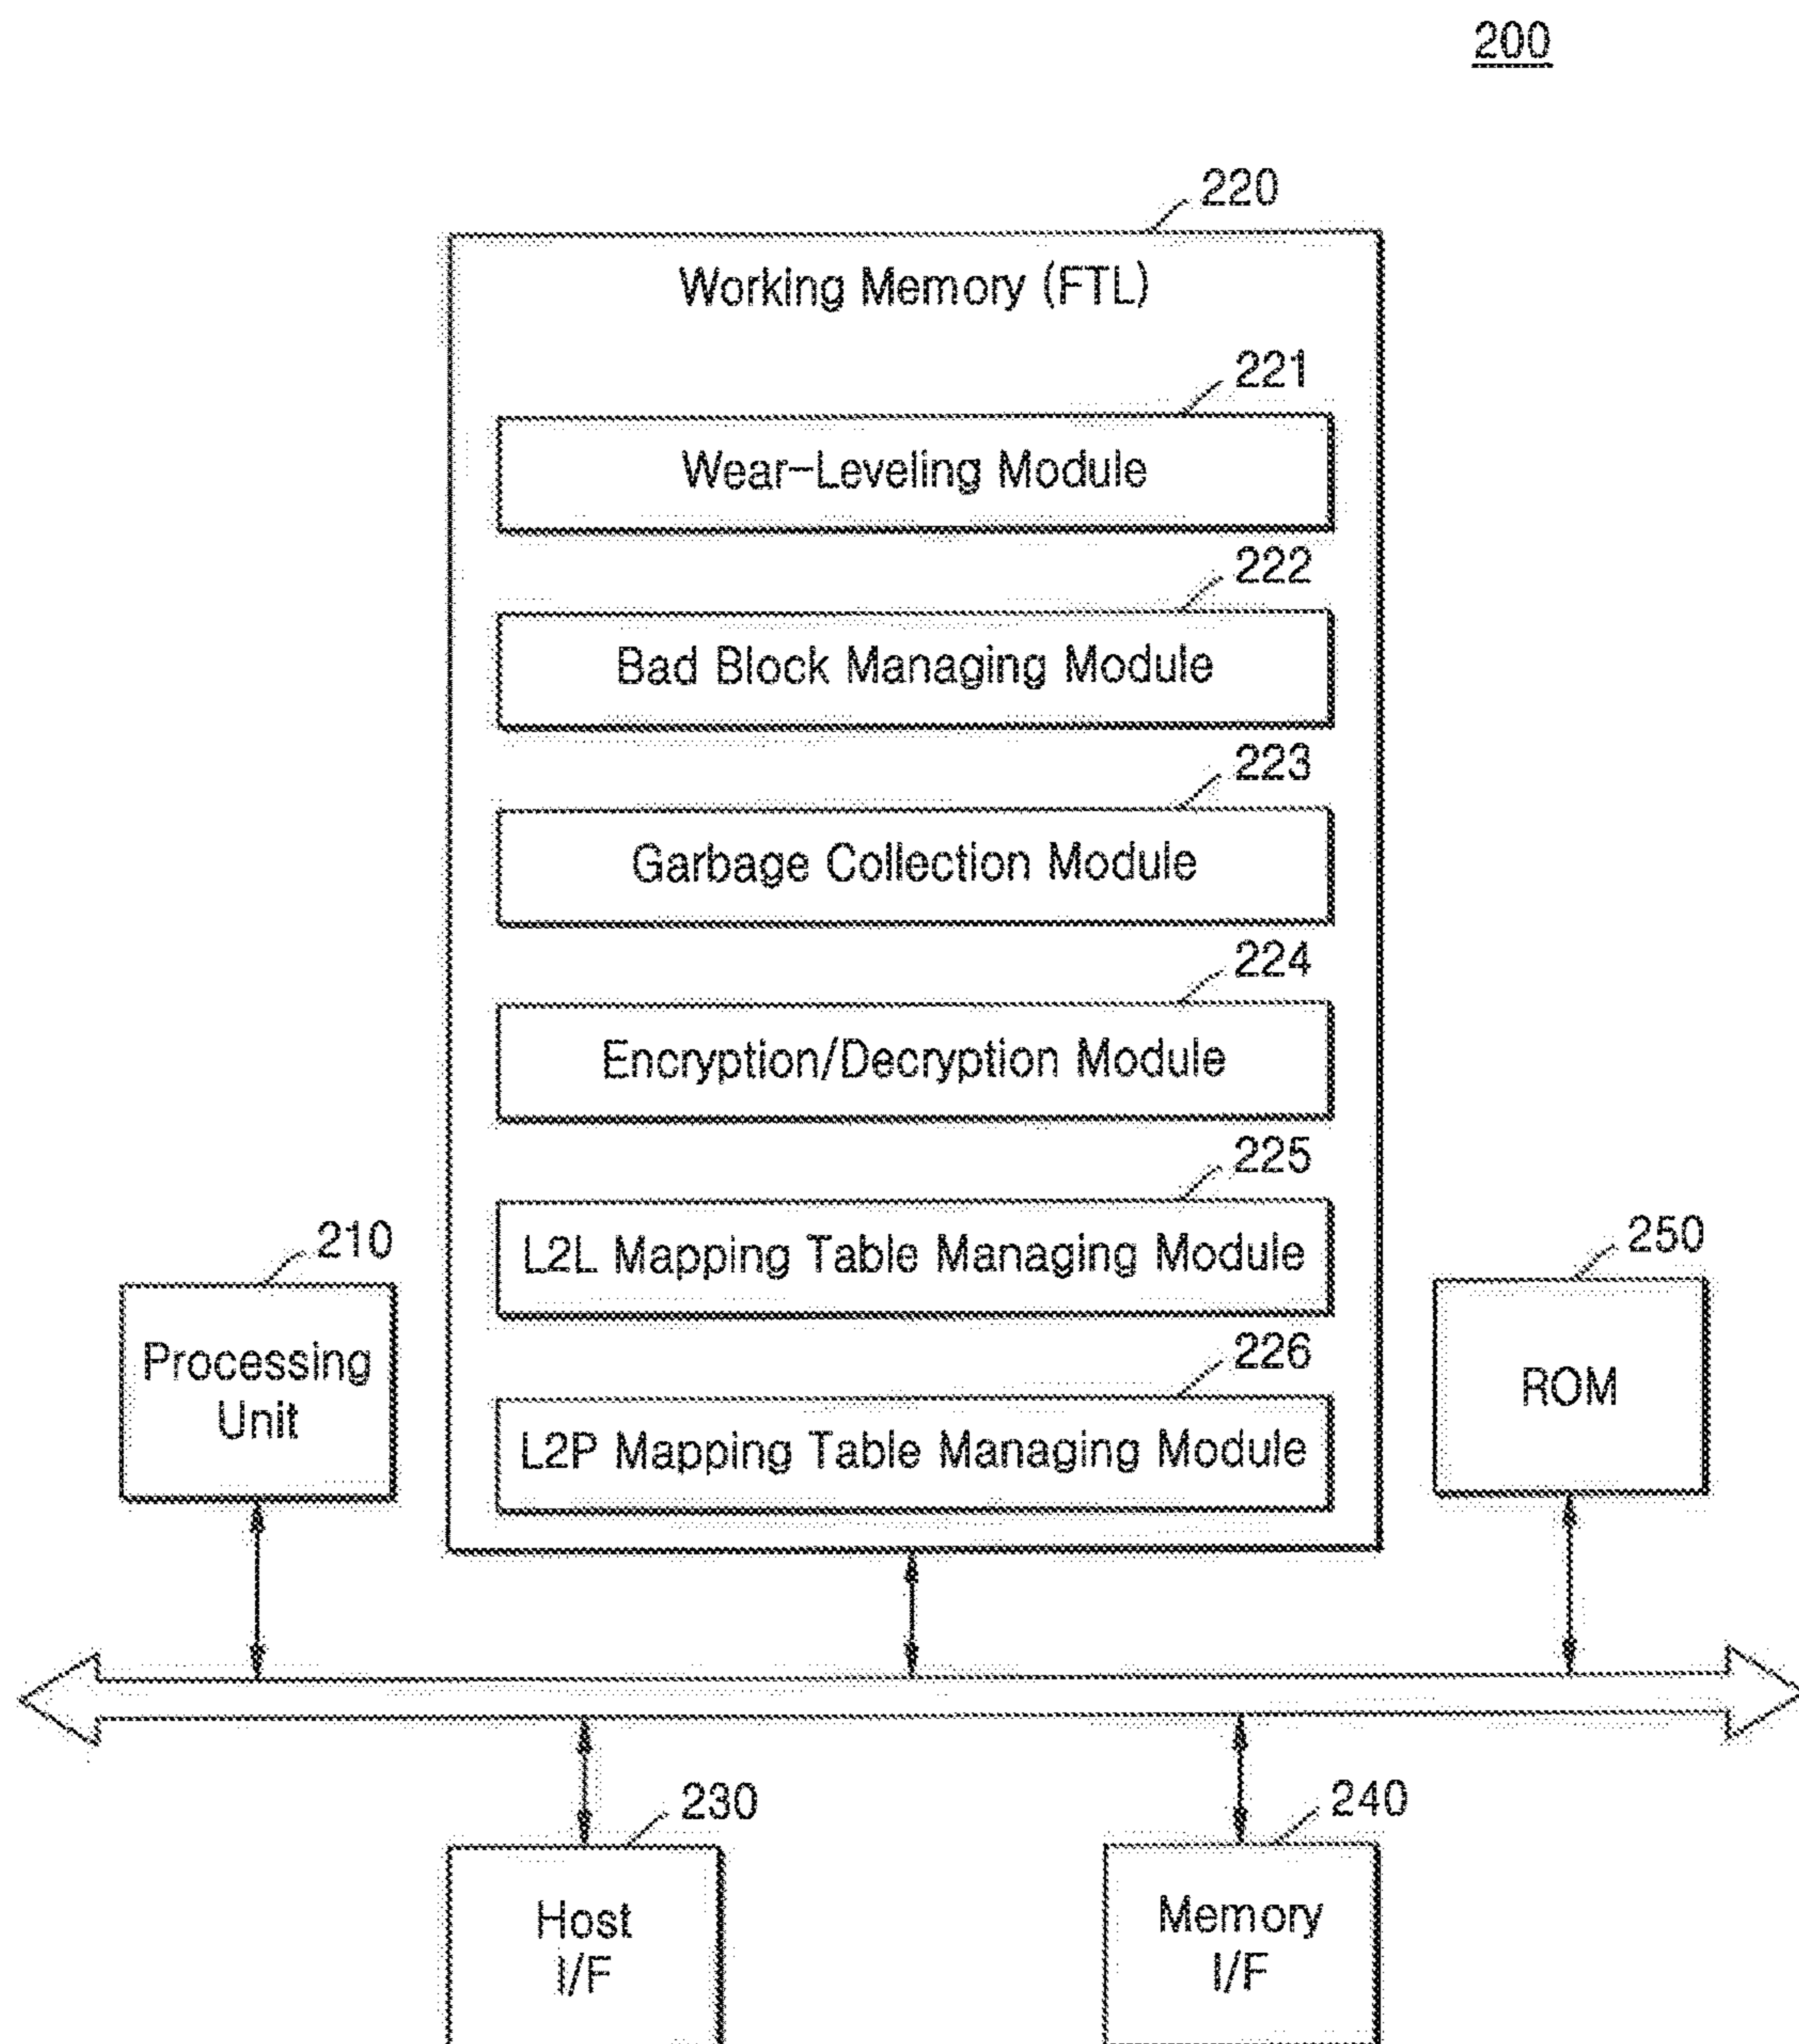 200
220
Working Memory (FTL)
221
Wear-Leveling Module
222
Bad Block Managing Module
223
Garbage Collection Module
224
Encryption/Decryption Module
225
L2L Mapping Table Managing Module
226
L2P Mapping Table Managing Module
210
Processing
Unit
250
ROM
230
Host
I/F
240
Memory
I/F